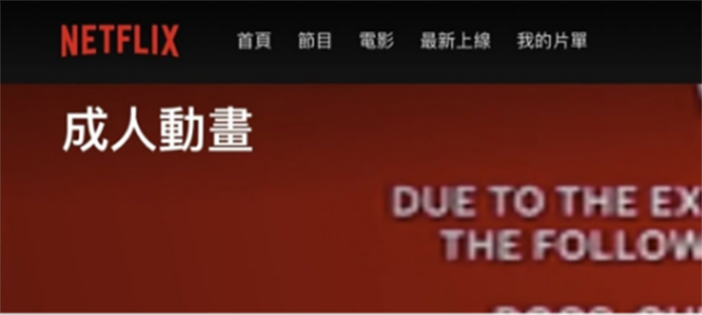 NETFLIX 首頁 節目 電影 最新上線 我的片單
成人動畫
DUE TO THE EX
THE FOLLOW